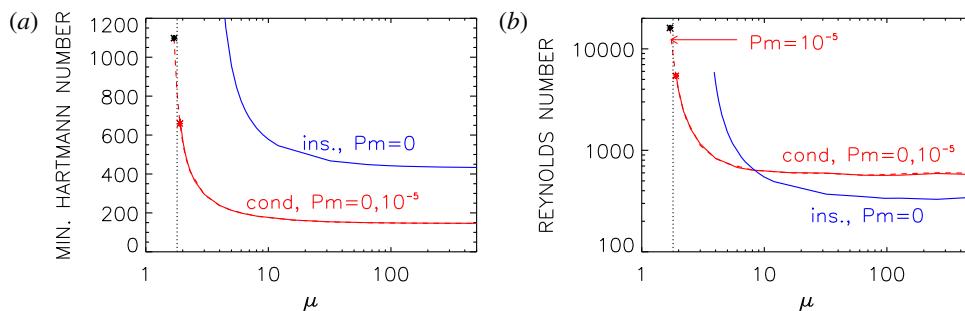 (a)
MIN. HARTMANN NUMBER
1200
1000
800
600
400
200
0
ins., Pm=0
cond, Pm=0,10⁻⁵
1 10 100
μ
(b)
REYNOLDS NUMBER
10000
1000
100
Pm=10⁻⁵
cond, Pm=0,10⁻⁵
ins., Pm=0
1 10 100
μ